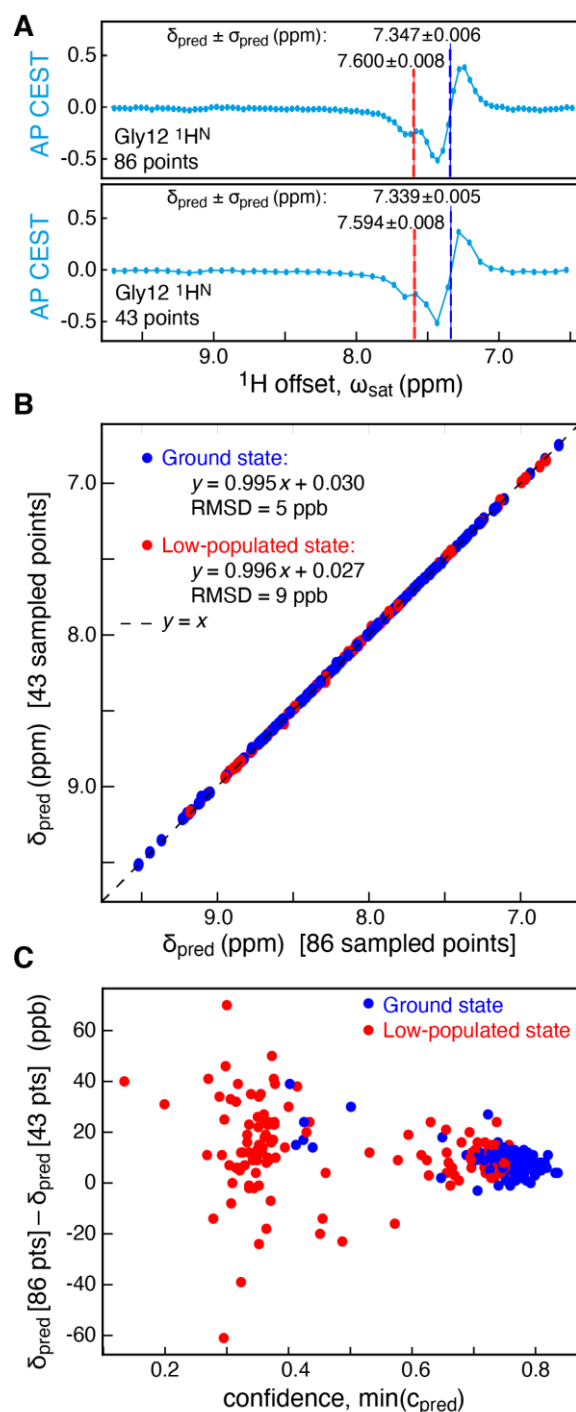 A
δpred ± σpred (ppm): 7.347±0.006
7.600±0.008
AP CEST
0.5
0.0
-0.5
Gly12 ¹Hᴺ
86 points
δpred ± σpred (ppm): 7.339±0.005
7.594±0.008
AP CEST
0.5
0.0
-0.5
Gly12 ¹Hᴺ
43 points
9.0 8.0 7.0
¹H offset, ωsat (ppm)
B
Ground state:
y = 0.995x + 0.030
RMSD = 5 ppb
Low-populated state:
y = 0.996x + 0.027
RMSD = 9 ppb
y = x
δpred (ppm) [43 sampled points]
7.0
8.0
9.0
9.0 8.0 7.0
δpred (ppm) [86 sampled points]
C
Ground state
Low-populated state
δpred [86 pts] – δpred [43 pts] (ppb)
60
40
20
0
-20
-40
-60
0.2 0.4 0.6 0.8
confidence, min(cpred)